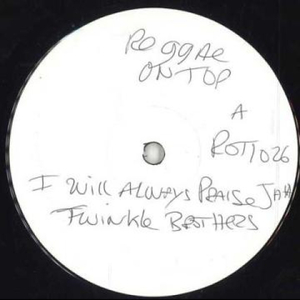 REGGAE
ON TOP
A
ROTT026
I WILL ALWAYS PRAISE JAH
TWINKLE BROTHERS